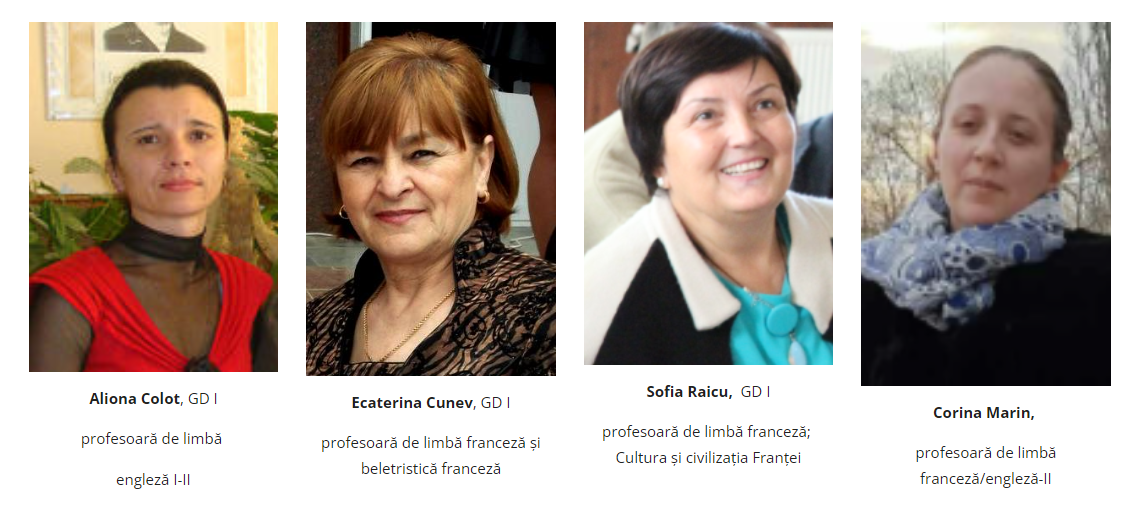 Aliona Colot, GD I
profesoară de limbă
engleză I-II
Ecaterina Cunev, GD I
profesoară de limbă franceză și
beletristică franceză
Sofia Raicu,  GD I
profesoară de limbă franceză;
Cultura și civilizația Franței
Corina Marin,
profesoară de limbă
franceză/engleză-II